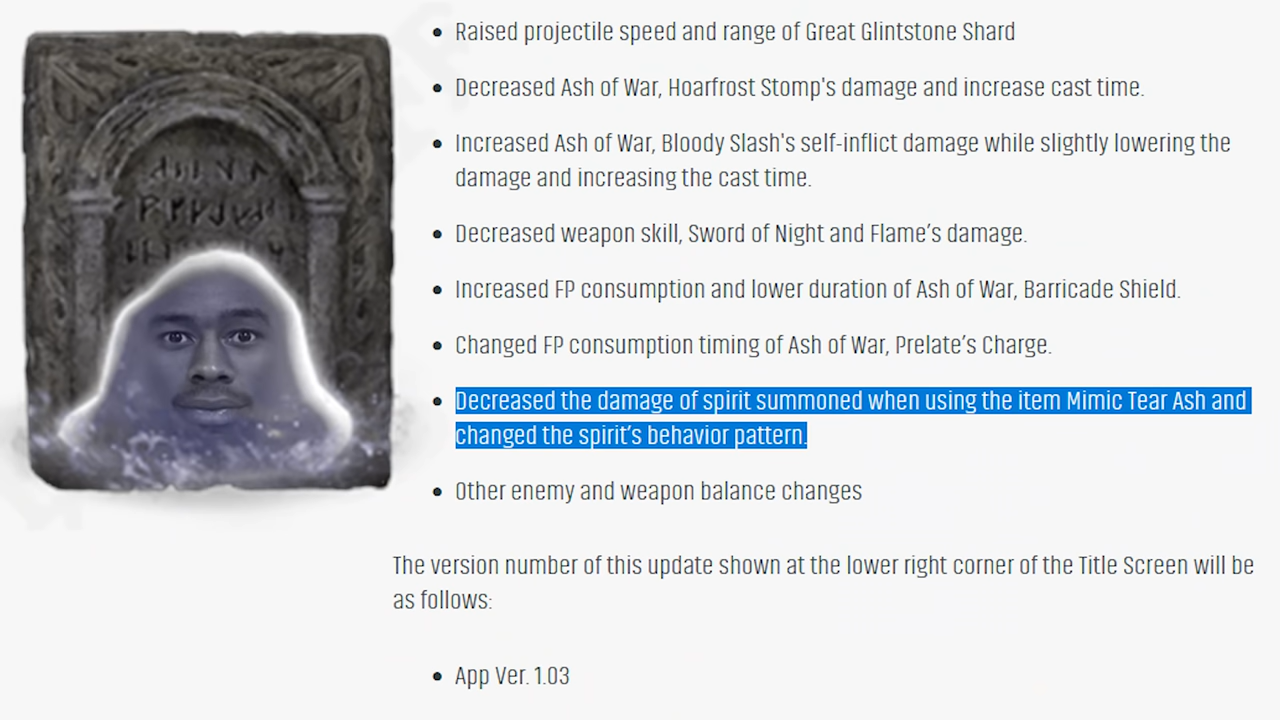 Raised projectile speed and range of Great Glintstone Shard
Decreased Ash of War, Hoarfrost Stomp's damage and increase cast time.
Increased Ash of War, Bloody Slash's self-inflict damage while slightly lowering the
damage and increasing the cast time.
Decreased weapon skill, Sword of Night and Flame’s damage.
Increased FP consumption and lower duration of Ash of War, Barricade Shield.
Changed FP consumption timing of Ash of War, Prelate’s Charge.
Decreased the damage of spirit summoned when using the item Mimic Tear Ash and
changed the spirit’s behavior pattern.
Other enemy and weapon balance changes
The version number of this update shown at the lower right corner of the Title Screen will be
as follows:
App Ver. 1.03